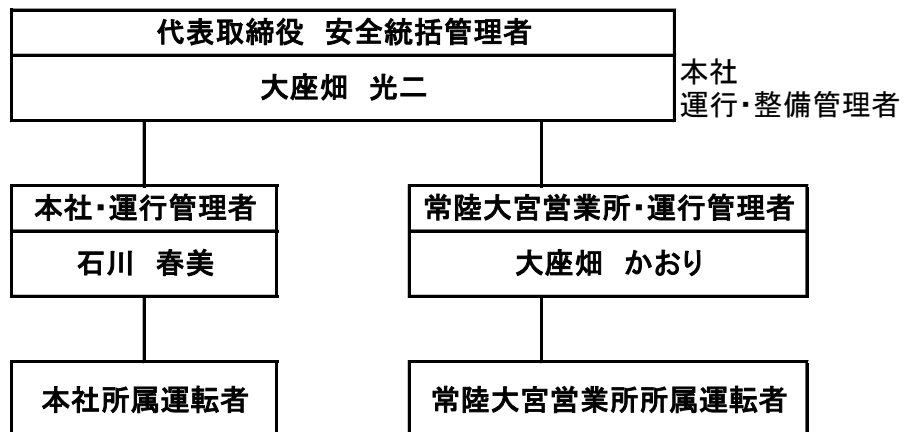 代表取締役 安全統括管理者
大座畑 光二
本社
運行・整備管理者
本社・運行管理者
石川 春美
常陸大宮営業所・運行管理者
大座畑 かおり
本社所属運転者
常陸大宮営業所所属運転者